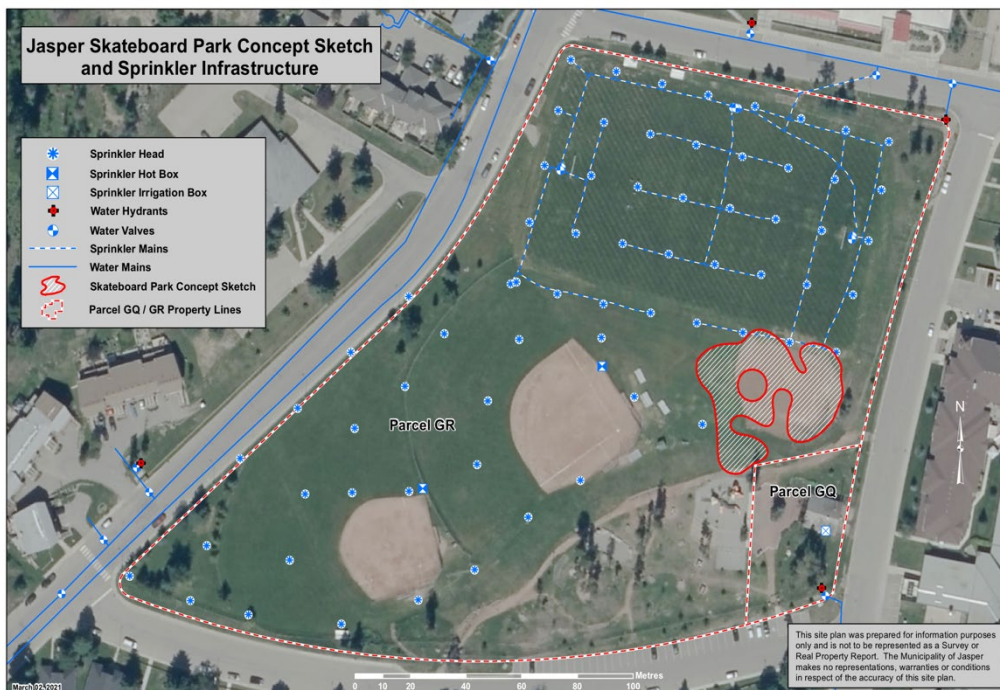 Jasper Skateboard Park Concept Sketch
and Sprinkler Infrastructure
Sprinkler Head
Sprinkler Hot Box
Sprinkler Irrigation Box
Water Hydrants
Water Valves
Sprinkler Mains
Water Mains
Skateboard Park Concept Sketch
Parcel GQ / GR Property Lines
Parcel GR
Parcel GQ
N
This site plan was prepared for information purposes
only and is not to be represented as a Survey or
Real Property Report. The Municipality of Jasper
makes no representations, warranties or conditions
in respect of the accuracy of this site plan.
Metres
0 10 20 40 60 80 100
March 02, 2021